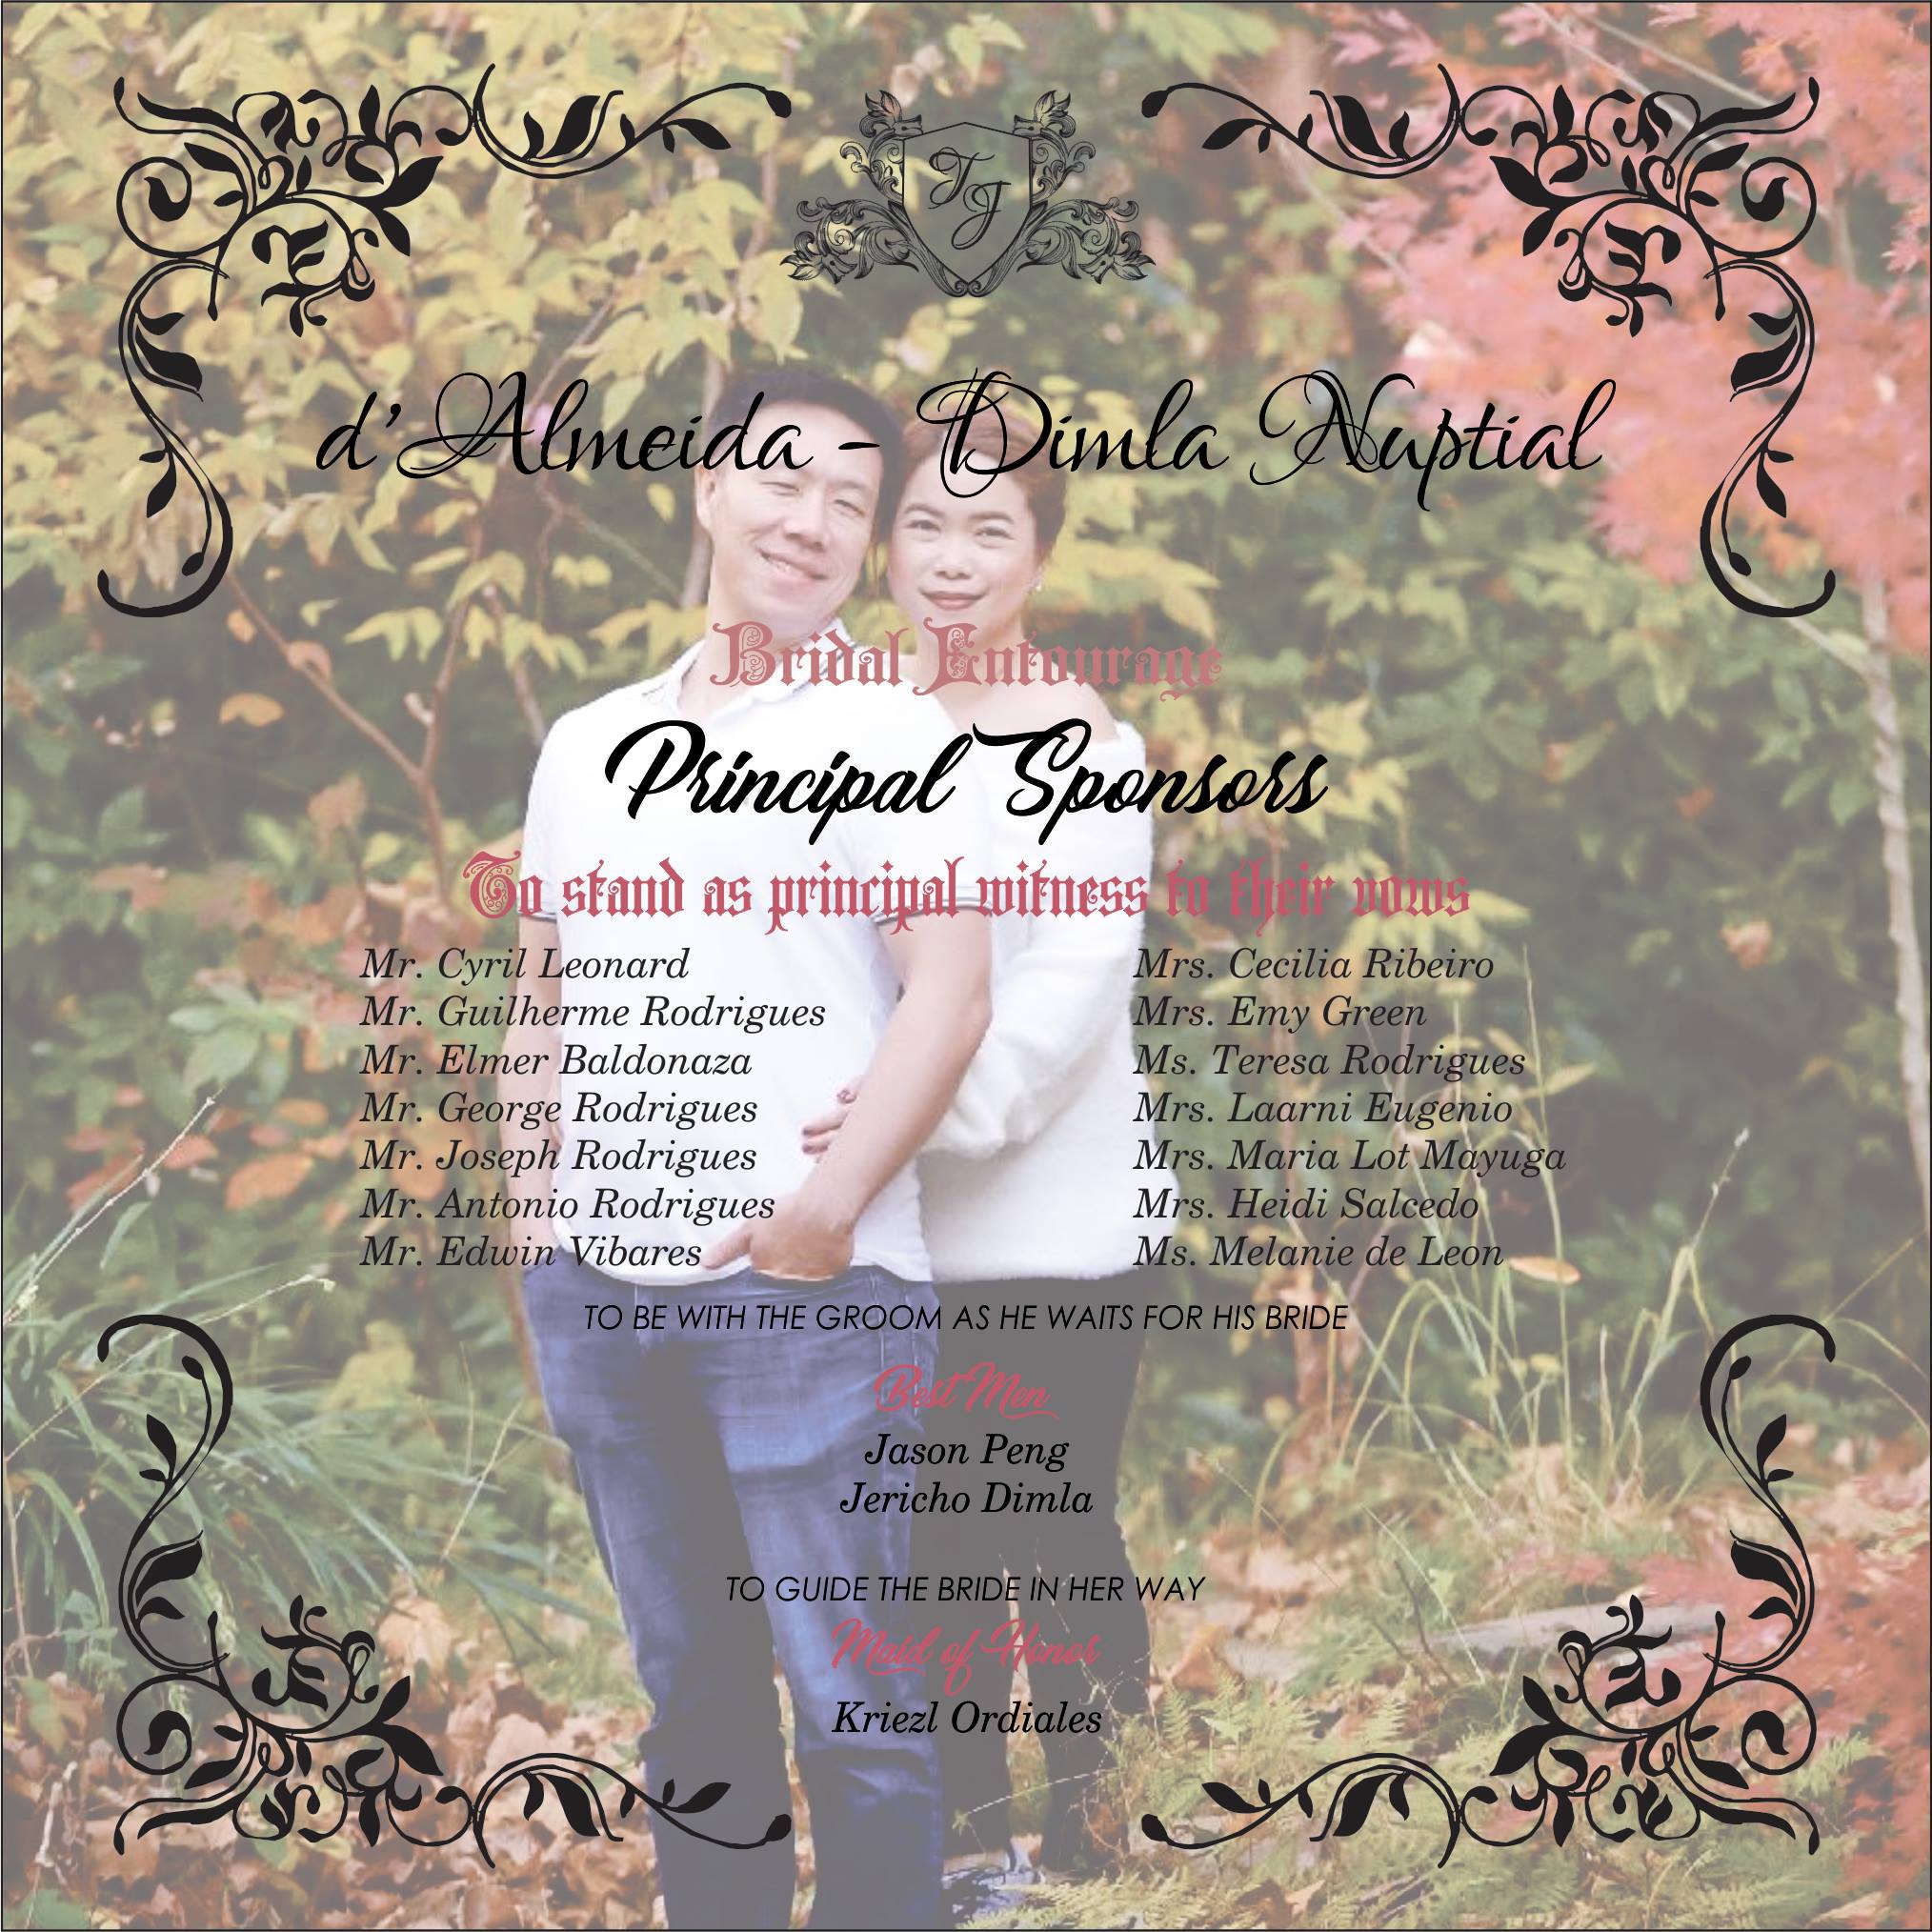 TJ
d'Almeida - Dimla Nuptial
Bridal Entourage
Principal Sponsors
To stand as principal witness to their vows
Mr. Cyril Leonard
Mr. Guilherme Rodrigues
Mr. Elmer Baldonaza
Mr. George Rodrigues
Mr. Joseph Rodrigues
Mr. Antonio Rodrigues
Mr. Edwin Vibares
Mrs. Cecilia Ribeiro
Mrs. Emy Green
Ms. Teresa Rodrigues
Mrs. Laarni Eugenio
Mrs. Maria Lot Mayuga
Mrs. Heidi Salcedo
Ms. Melanie de Leon
TO BE WITH THE GROOM AS HE WAITS FOR HIS BRIDE
Best Men
Jason Peng
Jericho Dimla
TO GUIDE THE BRIDE IN HER WAY
Maid of Honor
Kriezl Ordiales